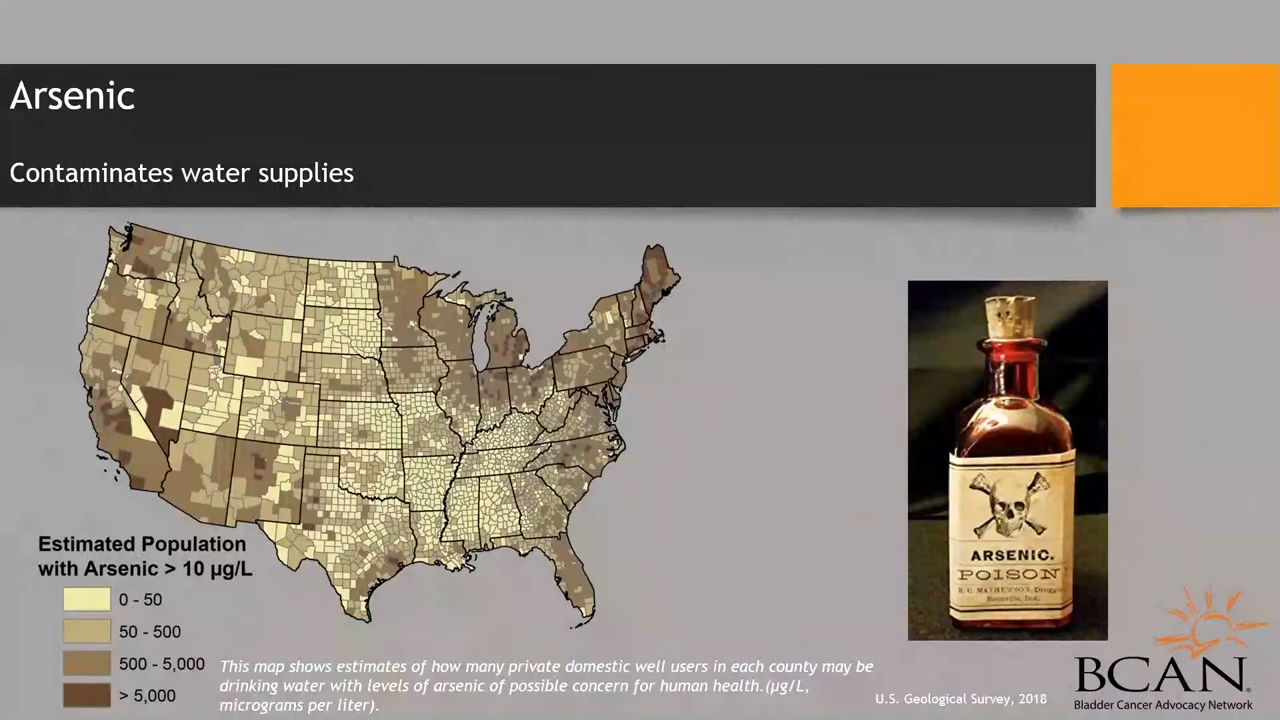 Arsenic
Contaminates water supplies
Estimated Population
with Arsenic > 10 µg/L
0 - 50
50 - 500
500 - 5,000
> 5,000
This map shows estimates of how many private domestic well users in each county may be
drinking water with levels of arsenic of possible concern for human health.(µg/L,
micrograms per liter).
U.S. Geological Survey, 2018
ARSENIC.
POISON
MATHEWSON,
Ind.
BCAN
Bladder Cancer Advocacy Network